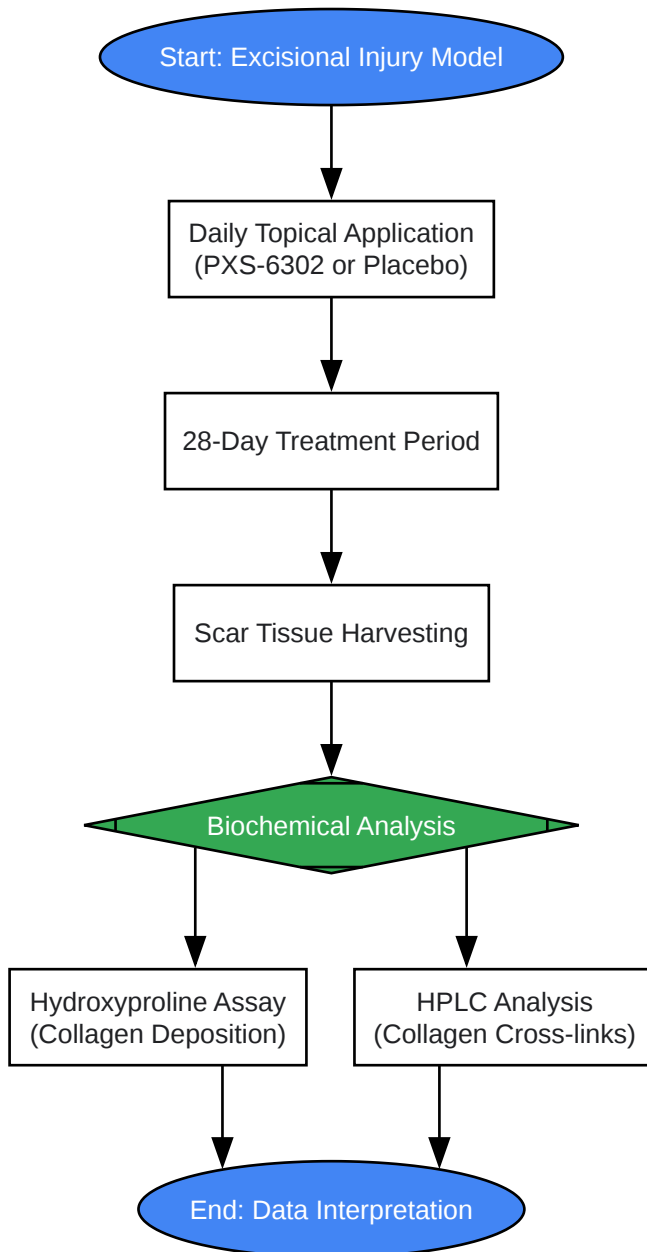 Start: Excisional Injury Model
Daily Topical Application
(PXS-6302 or Placebo)
28-Day Treatment Period
Scar Tissue Harvesting
Biochemical Analysis
Hydroxyproline Assay
(Collagen Deposition)
HPLC Analysis
(Collagen Cross-links)
End: Data Interpretation